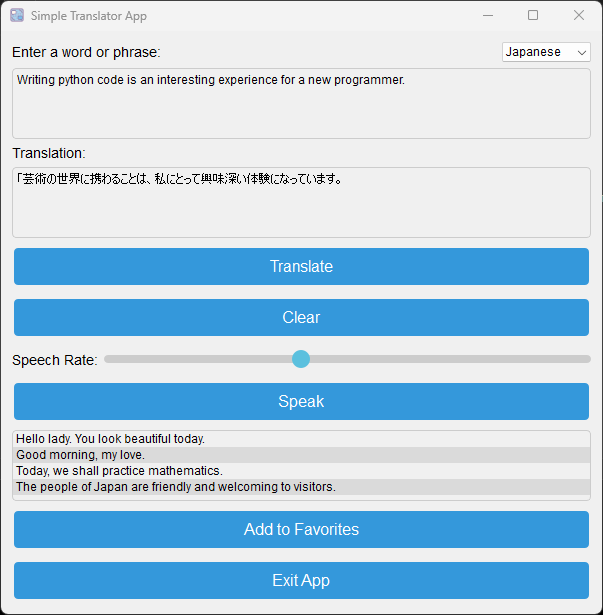 Simple Translator App
Enter a word or phrase:
Japanese
Writing python code is an interesting experience for a new programmer.
Translation:
「芸術の世界に携わることは、私にとって興味深い体験になっています。
Translate
Clear
Speech Rate:
Speak
Hello lady. You look beautiful today.
Good morning, my love.
Today, we shall practice mathematics.
The people of Japan are friendly and welcoming to visitors.
Add to Favorites
Exit App